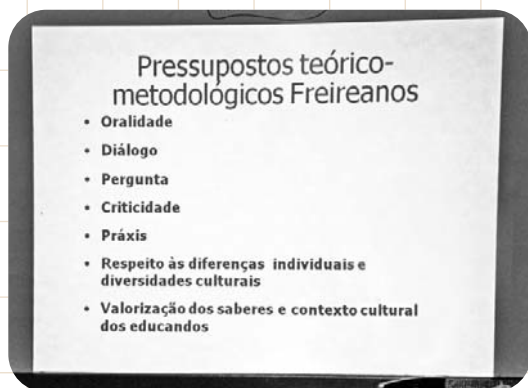 Pressupostos teórico-
metodológicos Freireanos
• Oralidade
• Diálogo
• Pergunta
• Criticidade
• Práxis
• Respeito às diferenças individuais e
diversidades culturais
• Valorização dos saberes e contexto cultural
dos educandos